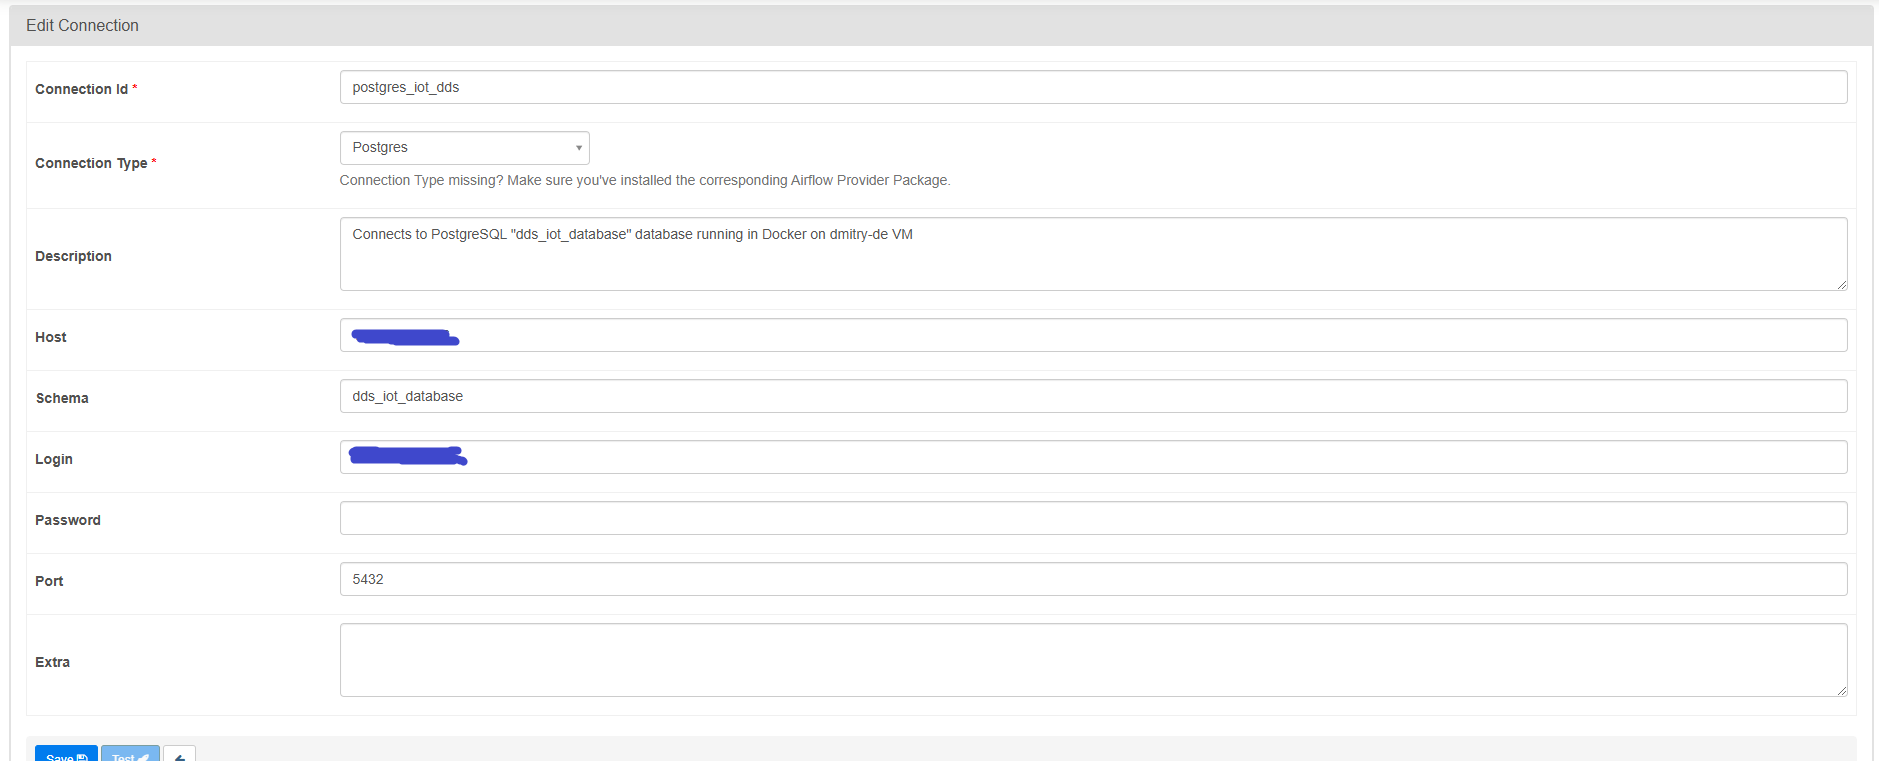 Edit Connection
Connection Id *
postgres_iot_dds
Connection Type *
Postgres
Connection Type missing? Make sure you've installed the corresponding Airflow Provider Package.
Description
Connects to PostgreSQL "dds_iot_database" database running in Docker on dmitry-de VM
Host
Schema
dds_iot_database
Login
Password
Port
5432
Extra
Save
Test